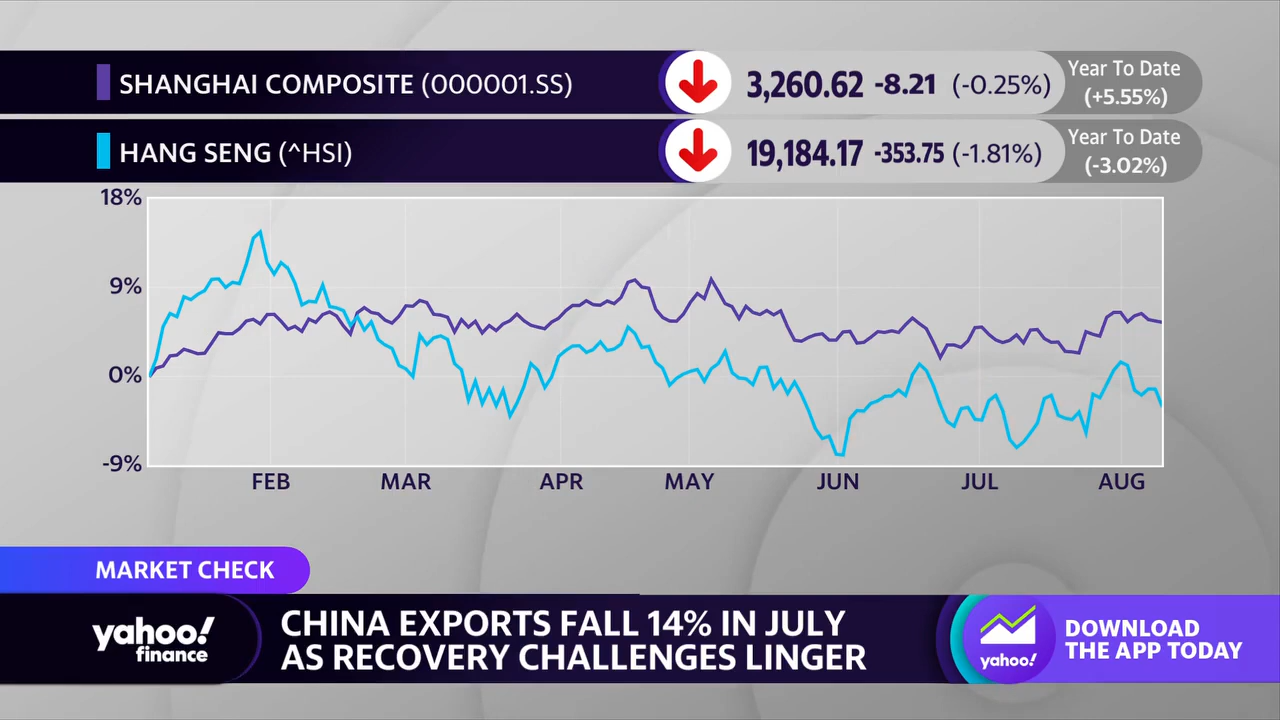 SHANGHAI COMPOSITE (000001.SS)
3,260.62 -8.21 (-0.25%)
Year To Date
(+5.55%)
HANG SENG (^HSI)
19,184.17 -353.75 (-1.81%)
Year To Date
(-3.02%)
18%
9%
0%
-9%
FEB MAR APR MAY JUN JUL AUG
MARKET CHECK
yahoo!
finance
CHINA EXPORTS FALL 14% IN JULY
AS RECOVERY CHALLENGES LINGER
yahoo!
DOWNLOAD
THE APP TODAY